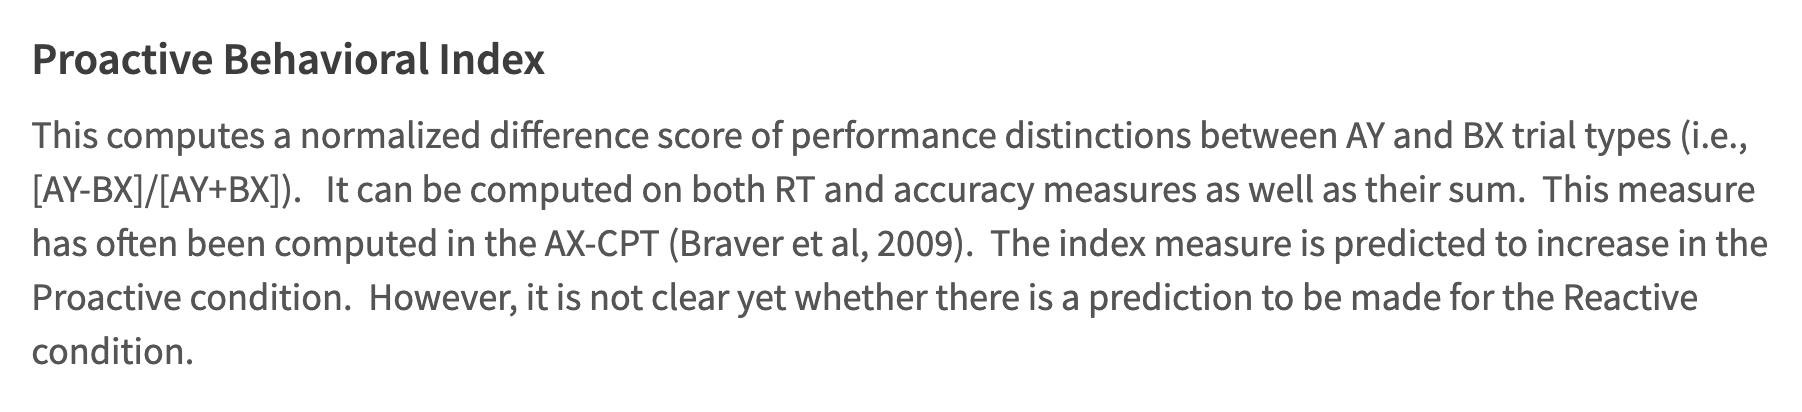 Proactive Behavioral Index
This computes a normalized difference score of performance distinctions between AY and BX trial types (i.e.,
[AY-BX]/[AY+BX]).   It can be computed on both RT and accuracy measures as well as their sum.  This measure
has often been computed in the AX-CPT (Braver et al, 2009).  The index measure is predicted to increase in the
Proactive condition.  However, it is not clear yet whether there is a prediction to be made for the Reactive
condition.